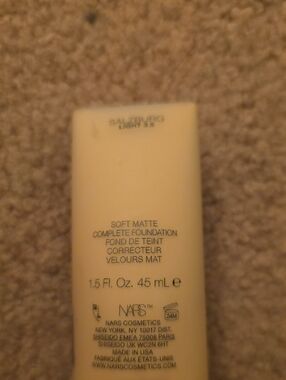 SALZBURG
LIGHT 3.5
SOFT MATTE
COMPLETE FOUNDATION
FOND DE TEINT
CORRECTEUR
VELOURS MAT
1.5 Fl. Oz. 45 mL e
NARS™
24M
NARS COSMETICS
NEW YORK, NY 10017 DIST.
SHISEIDO EMEA 75008 PARIS
SHISEIDO UK WC2N 6HT
MADE IN USA
FABRIQUÉ AUX ÉTATS-UNIS
WWW.NARSCOSMETICS.COM